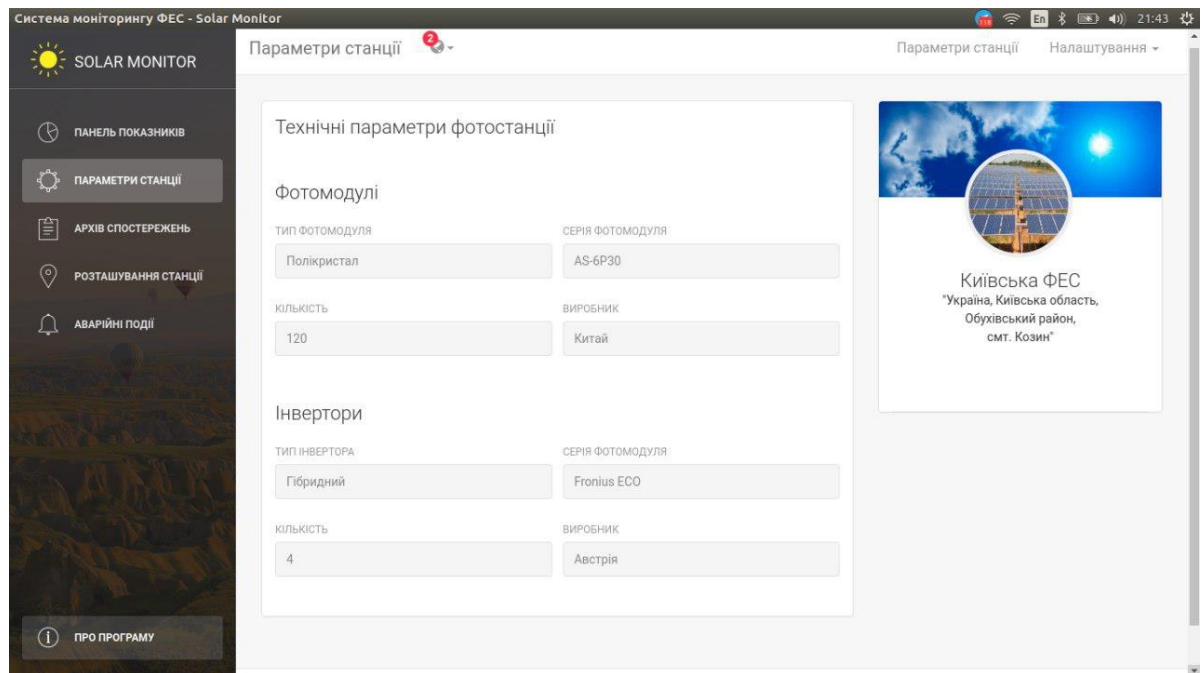 Система моніторингу ФЕС - Solar Monitor
En
21:43
SOLAR MONITOR
Параметри станції
2
Параметри станції
Налаштування
ПАНЕЛЬ ПОКАЗНИКІВ
ПАРАМЕТРИ СТАНЦІЇ
АРХІВ СПОСТЕРЕЖЕНЬ
РОЗТАШУВАННЯ СТАНЦІЇ
АВАРІЙНІ ПОДІЇ
ПРО ПРОГРАМУ
Технічні параметри фотостанції
Фотомодулі
ТИП ФОТОМОДУЛЯ
СЕРІЯ ФОТОМОДУЛЯ
Полікристал
AS-6P30
КІЛЬКІСТЬ
ВИРОБНИК
120
Китай
Інвертори
ТИП ІНВЕРТОРА
СЕРІЯ ФОТОМОДУЛЯ
Гібридний
Fronius ECO
КІЛЬКІСТЬ
ВИРОБНИК
4
Австрія
Київська ФЕС
"Україна, Київська область,
Обухівський район,
смт. Козин"